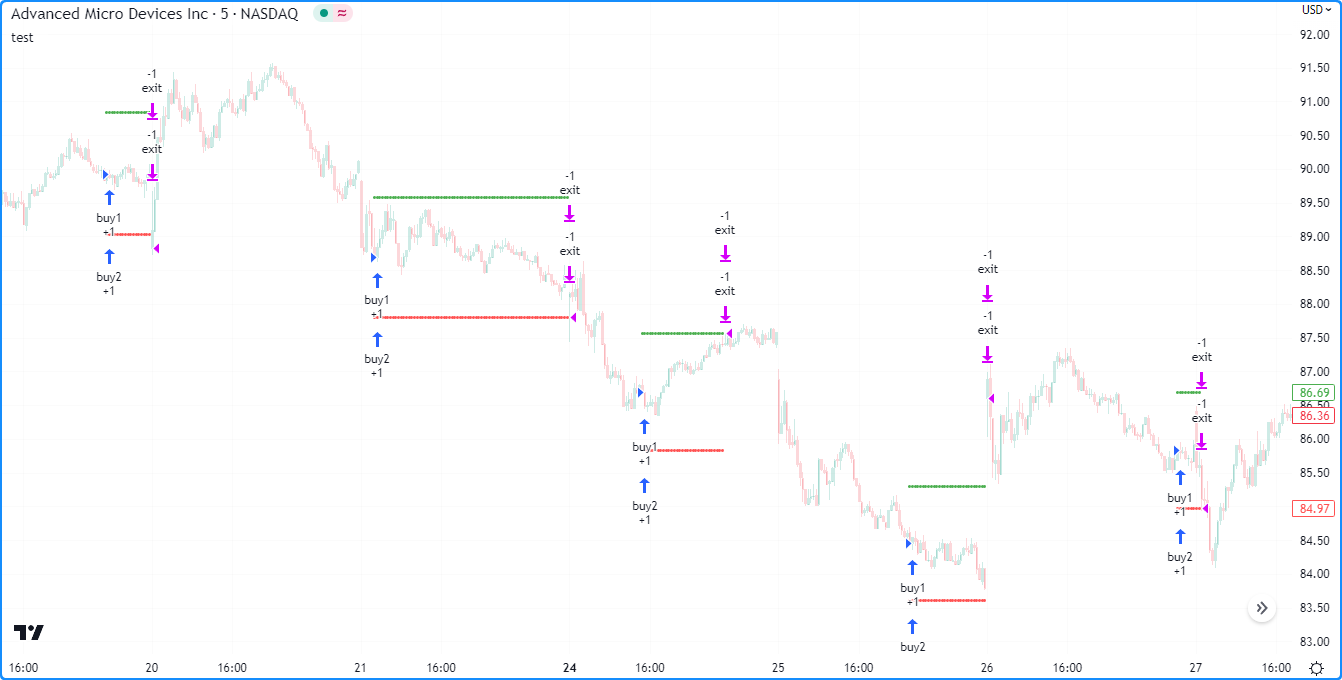 Advanced Micro Devices Inc · 5 · NASDAQ
USD
test
92.00
91.50
91.00
90.50
90.00
89.50
89.00
88.50
88.00
87.50
87.00
86.69
86.50
86.36
86.00
85.50
84.97
84.50
84.00
83.50
83.00
-1
exit
-1
exit
buy1
+1
buy2
+1
-1
exit
-1
exit
buy1
+1
buy2
+1
-1
exit
-1
exit
buy1
+1
buy2
+1
-1
exit
-1
exit
buy1
+1
buy2
-1
exit
-1
exit
buy1
+1
buy2
+1
16:00
20
16:00
21
16:00
24
16:00
25
16:00
26
16:00
27
16:00